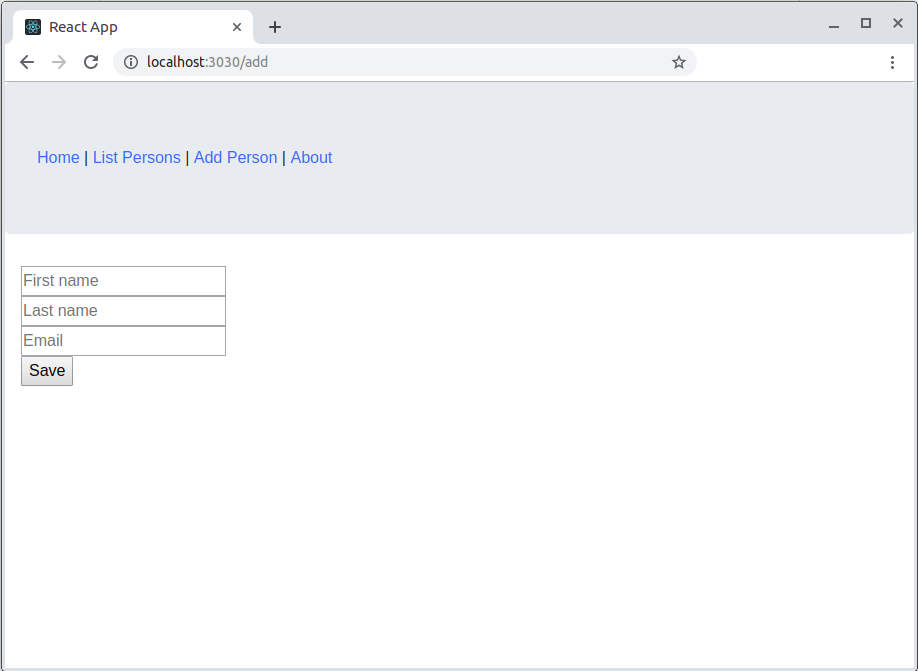 React App
localhost:3030/add
Home | List Persons | Add Person | About
First name
Last name
Email
Save